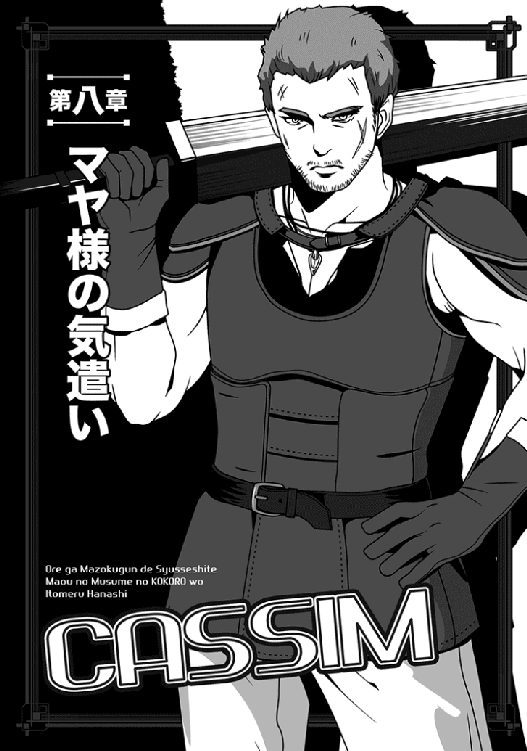 第八章
マヤ様の気遣い
Ore ga Mazokugun de Syusseshite
Maou no Musume no KOKORO wo
Itomeru Hanashi
CASSIM